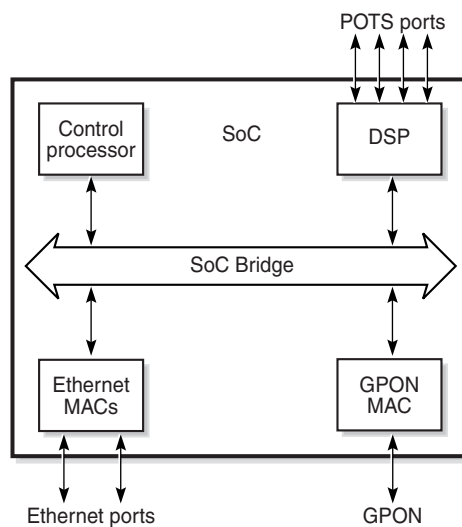 POTS ports
Control
processor
SoC
DSP
SoC Bridge
Ethernet
MACs
GPON
MAC
Ethernet ports
GPON